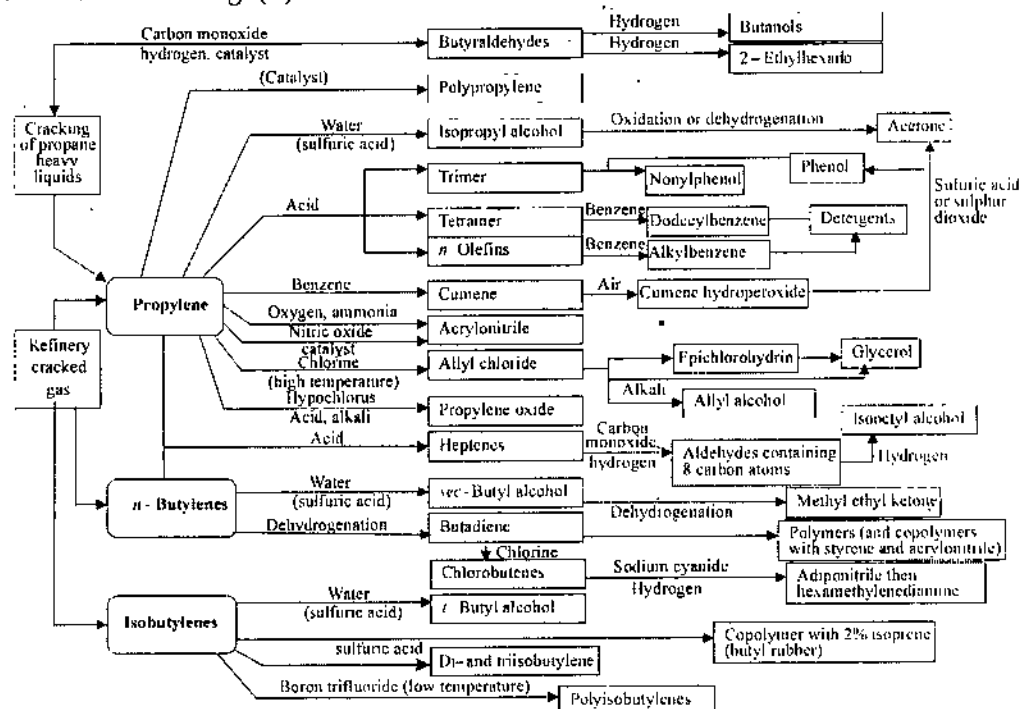 Carbon monoxide
hydrogen, catalyst
Butyraldehydes
Hydrogen
Hydrogen
Butanols
2 – Ethylhexario
(Catalyst)
Polypropylene
Cracking
of propane
heavy
liquids
Water
(sulfuric acid)
Isopropyl alcohol
Oxidation or dehydrogenation
Acetone
Trimer
Nonylphenol
Phenol
Sufuric acid
or sulphur
dioxide
Acid
Tetramer
Benzene
Dodecylbenzene
Detergents
n Olefins
Benzene
Alkylbenzene
Propylene
Benzene
Cumene
Air
Cumene hydroperoxide
Oxygen, ammonia
Acrylonitrile
Nitric oxide
catalyst
Refinery
cracked
gas
Chlorine
(high temperature)
Allyl chloride
Epichlorohydrin
Glycerol
Alkali
Allyl alcohol
Hypochlorus
Acid, alkali
Propylene oxide
Isooctyl alcohol
Acid
Heptenes
Carbon
monoxide
hydrogen
Aldehydes containing
8 carbon atoms
Hydrogen
n - Butylenes
Water
(sulfuric acid)
sec - Butyl alcohol
Dehydrogenation
Methyl ethyl ketone
Dehydrogenation
Butadiene
Polymers (and copolymers
with styrene and acrylonitrile)
Chlorine
Chlorobutenes
Sodium cyanide
Hydrogen
Adiponitrile then
hexamethylenediamine
Isobutylenes
Water
(sulfuric acid)
t – Butyl alcohol
Copolymer with 2% isoprene
(butyl rubber)
sulfuric acid
Di– and triisobutylene
Boron trifluoride (low temperature)
Polyisobutylenes